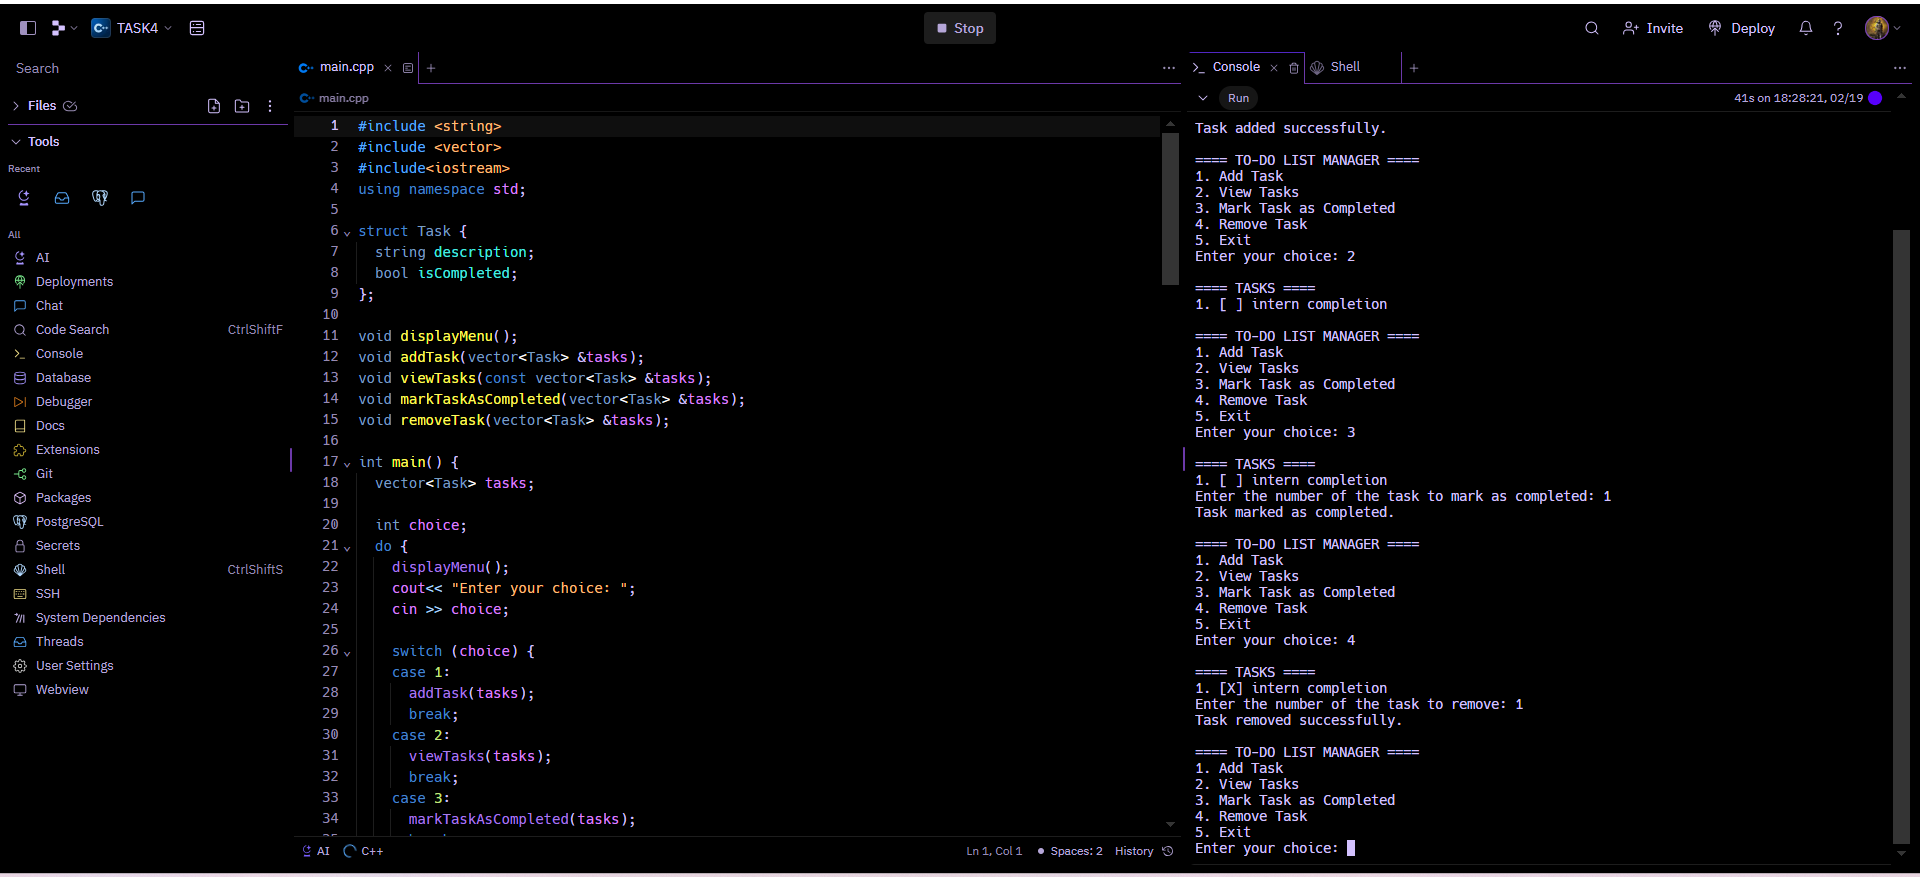 TASK4
Stop
Invite
Deploy
Search
Files
Tools
Recent
All
AI
Deployments
Chat
Code Search CtrlShiftF
Console
Database
Debugger
Docs
Extensions
Git
Packages
PostgreSQL
Secrets
Shell CtrlShiftS
SSH
System Dependencies
Threads
User Settings
Webview
main.cpp
main.cpp
1 #include <string>
2 #include <vector>
3 #include<iostream>
4 using namespace std;
5
6 struct Task {
7 string description;
8 bool isCompleted;
9 };
10
11 void displayMenu();
12 void addTask(vector<Task> &tasks);
13 void viewTasks(const vector<Task> &tasks);
14 void markTaskAsCompleted(vector<Task> &tasks);
15 void removeTask(vector<Task> &tasks);
16
17 int main() {
18 vector<Task> tasks;
19
20 int choice;
21 do {
22 displayMenu();
23 cout<< "Enter your choice: ";
24 cin >> choice;
25
26 switch (choice) {
27 case 1:
28 addTask(tasks);
29 break;
30 case 2:
31 viewTasks(tasks);
32 break;
33 case 3:
34 markTaskAsCompleted(tasks);
AI C++ Ln 1, Col 1 Spaces: 2 History
Console Shell
Run 41s on 18:28:21, 02/19
Task added successfully.

==== TO-DO LIST MANAGER ====
1. Add Task
2. View Tasks
3. Mark Task as Completed
4. Remove Task
5. Exit
Enter your choice: 2

==== TASKS ====
1. [ ] intern completion

==== TO-DO LIST MANAGER ====
1. Add Task
2. View Tasks
3. Mark Task as Completed
4. Remove Task
5. Exit
Enter your choice: 3

==== TASKS ====
1. [ ] intern completion
Enter the number of the task to mark as completed: 1
Task marked as completed.

==== TO-DO LIST MANAGER ====
1. Add Task
2. View Tasks
3. Mark Task as Completed
4. Remove Task
5. Exit
Enter your choice: 4

==== TASKS ====
1. [X] intern completion
Enter the number of the task to remove: 1
Task removed successfully.

==== TO-DO LIST MANAGER ====
1. Add Task
2. View Tasks
3. Mark Task as Completed
4. Remove Task
5. Exit
Enter your choice: